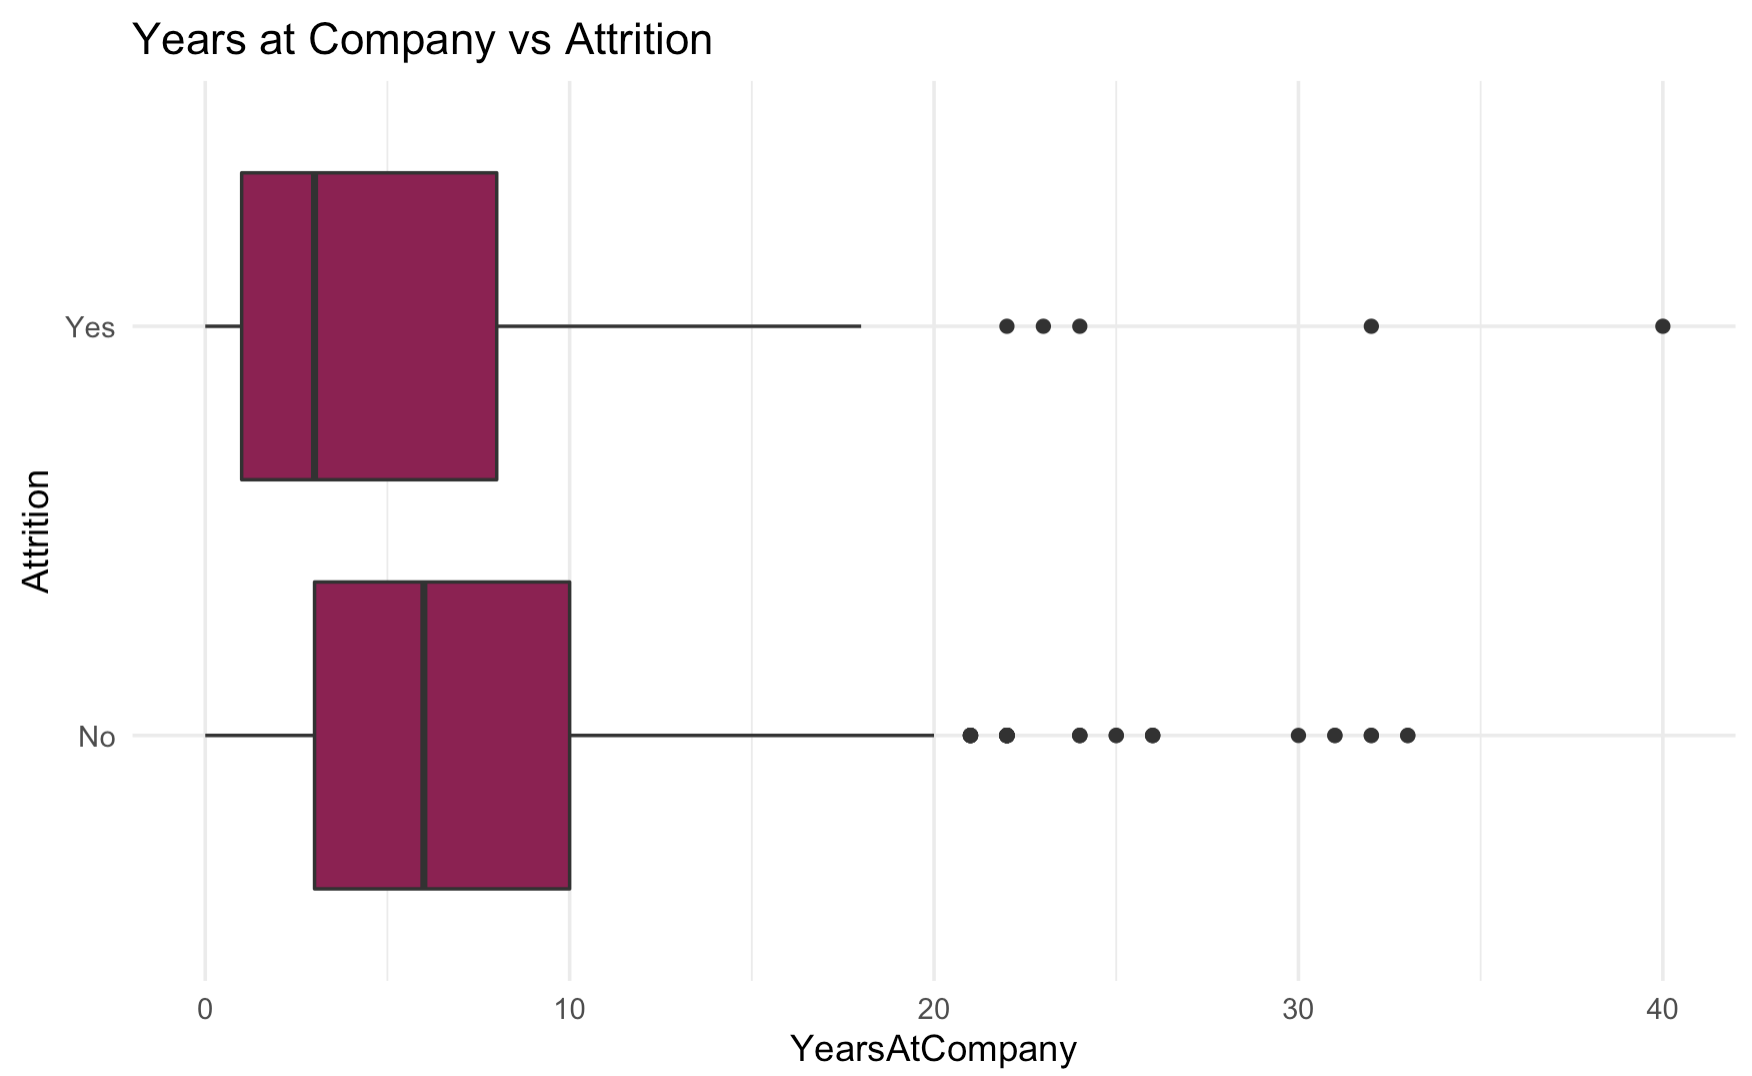 Years at Company vs Attrition
Yes
Attrition
No
0 10 20 30 40
YearsAtCompany